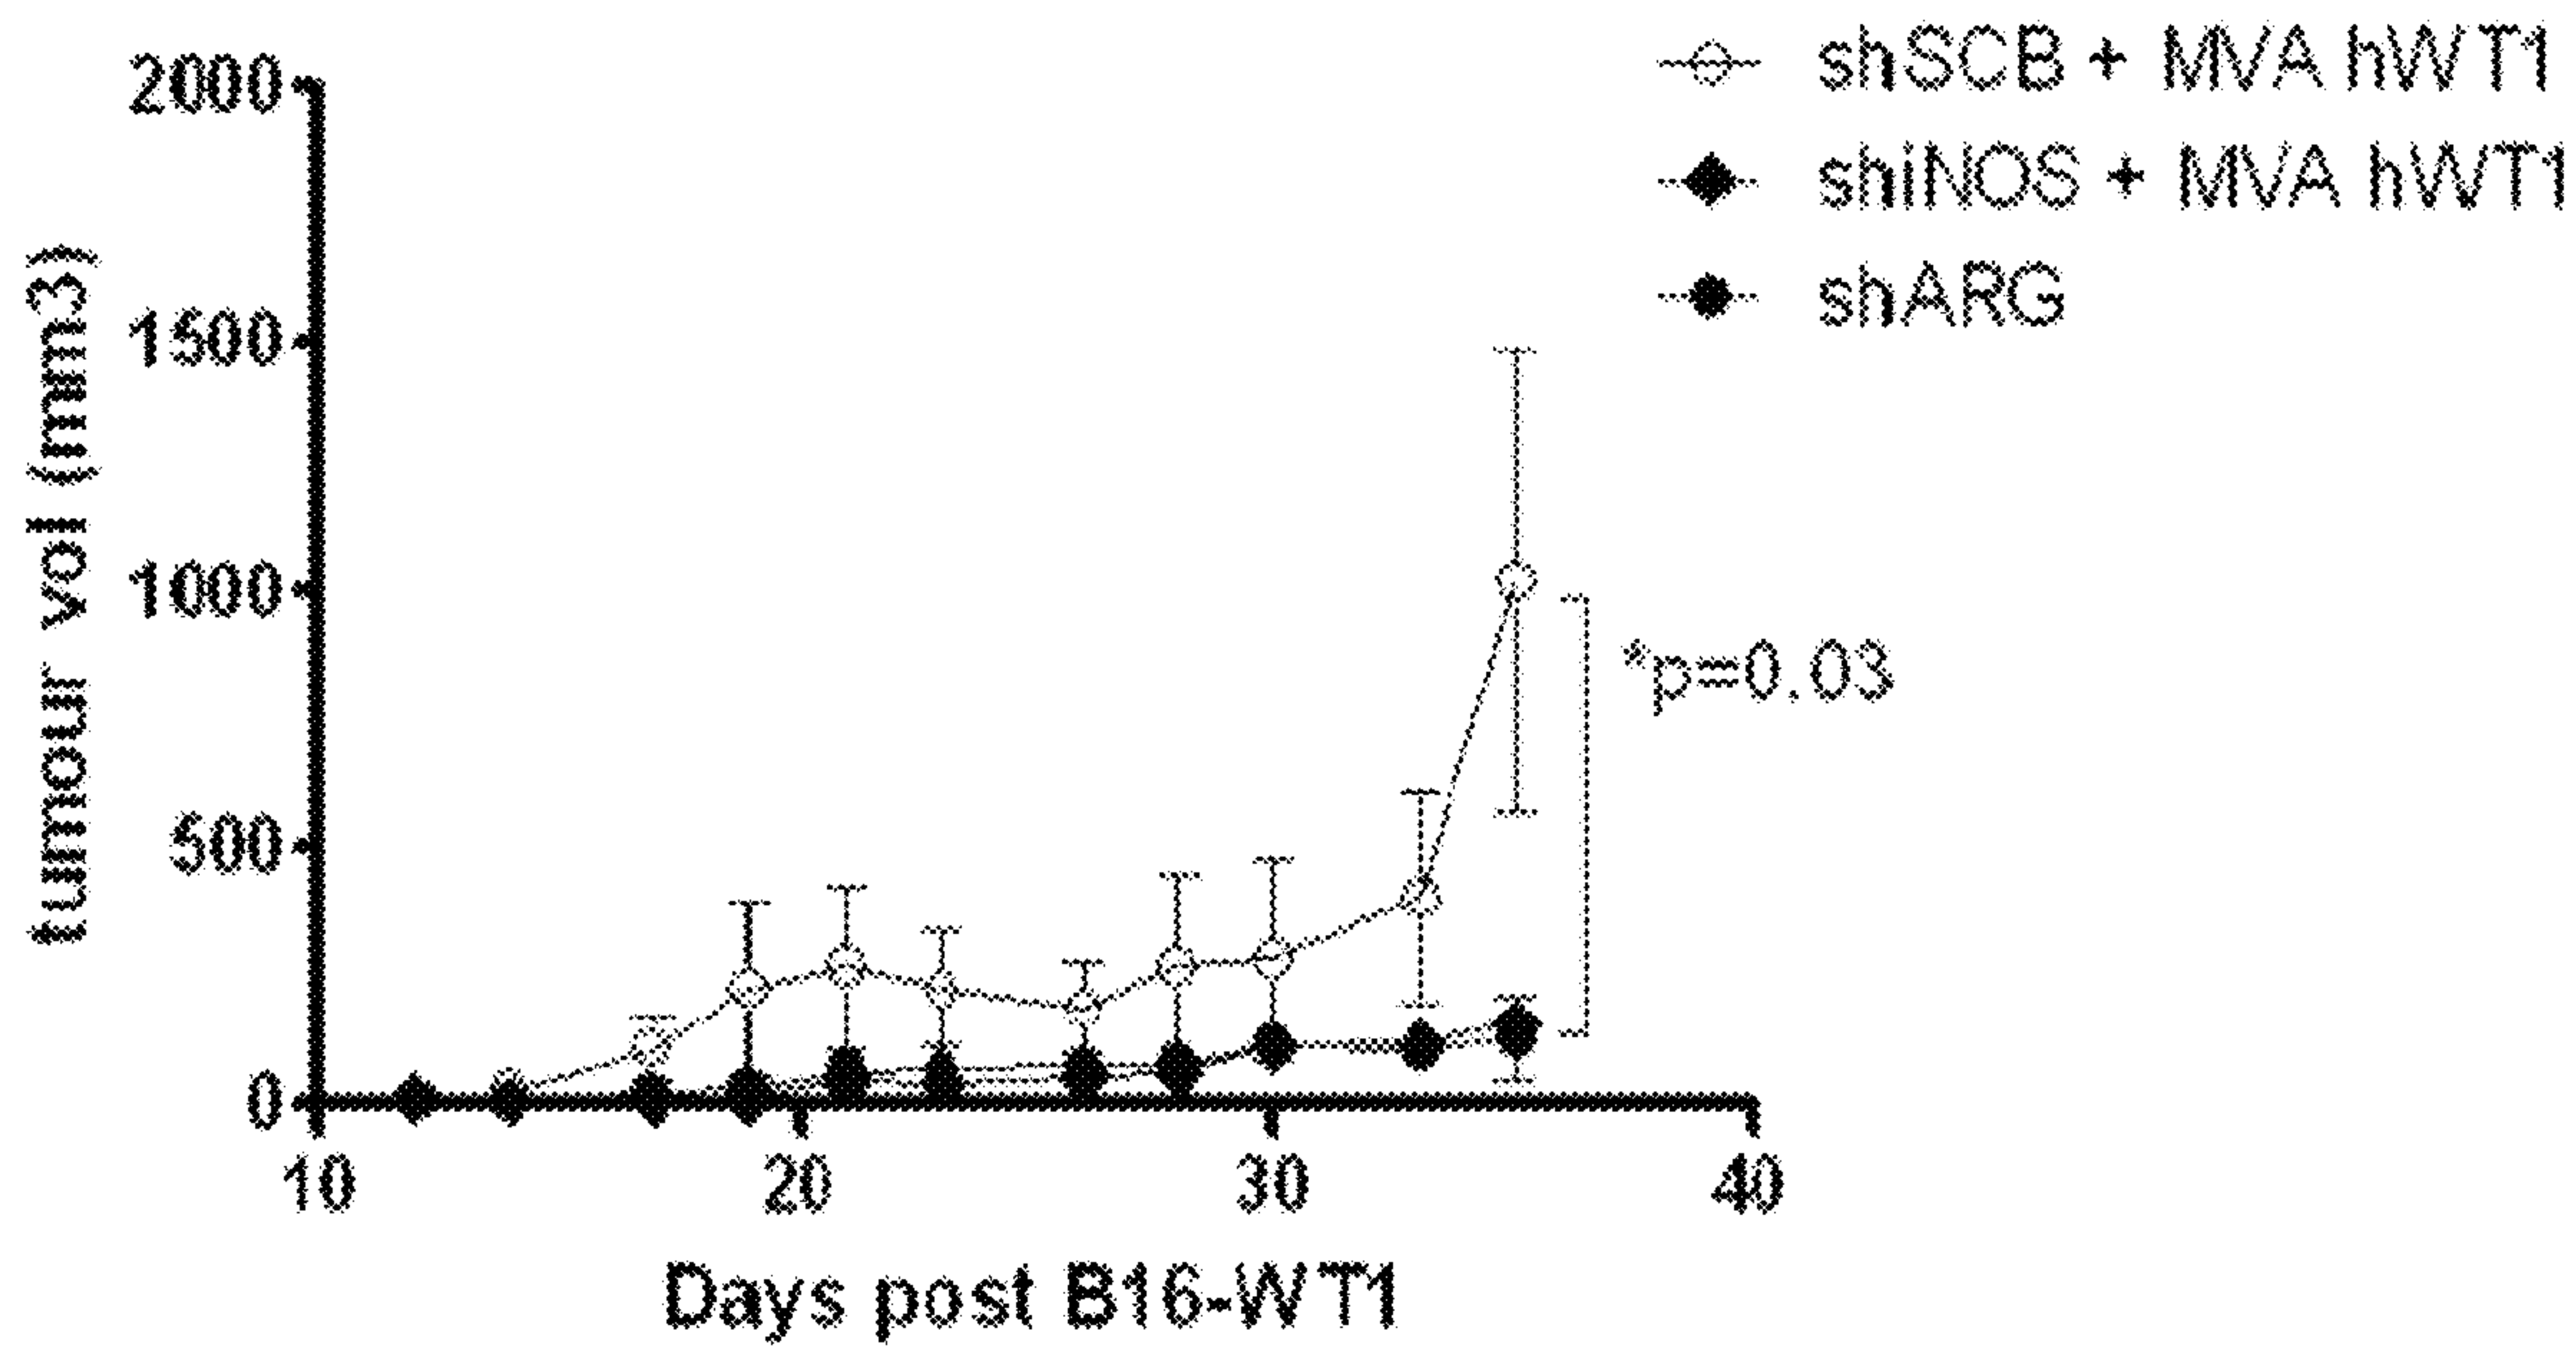 shSCB + MVA hWT1
shiNOS + MVA hWT1
shARG
tumour vol (mm3)
2000
1500
1000
500
0
*p=0.03
10 20 30 40
Days post B16-WT1